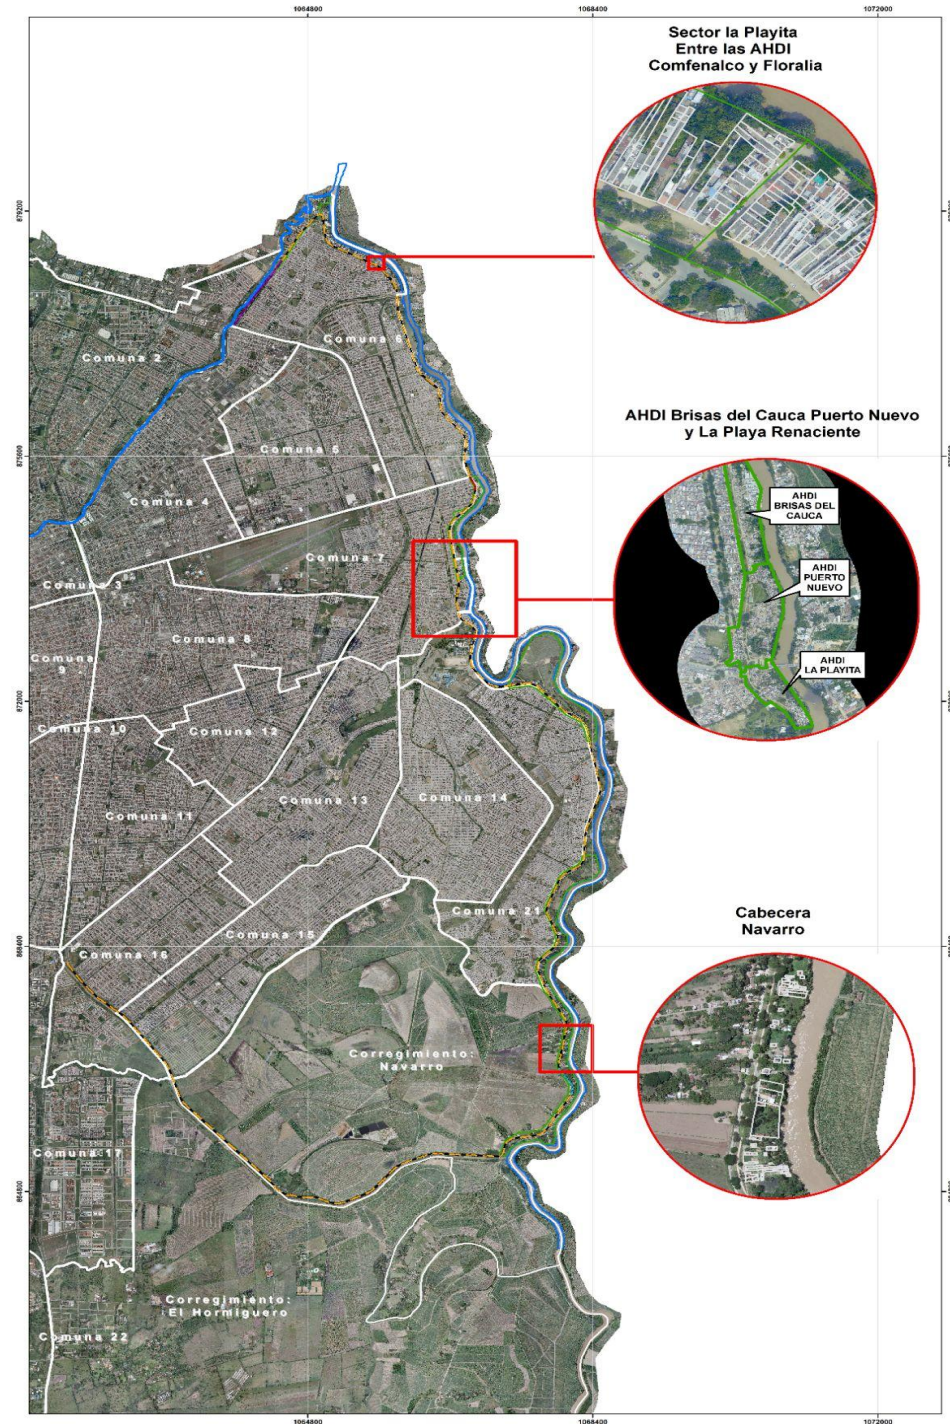 1064800
1068400
1072000
Sector la Playita
Entre las AHDI
Comfenalco y Floralia
879200
Comuna 2
Comuna 6
AHDI Brisas del Cauca Puerto Nuevo
y La Playa Renaciente
875600
Comuna 5
Comuna 4
AHDI
BRISAS DEL
CAUCA
Comuna 7
AHDI
PUERTO
NUEVO
Comuna 3
Comuna 8
Comuna
9
AHDI
LA PLAYITA
872000
Comuna 10
Comuna 12
Comuna 13
Comuna 14
Comuna 11
Comuna 21
Cabecera
Navarro
Comuna 15
868400
Comuna 16
Corregimiento:
Navarro
Comuna 17
864800
Corregimiento:
El Hormiguero
Comuna 22
1064800
1068400
1072000